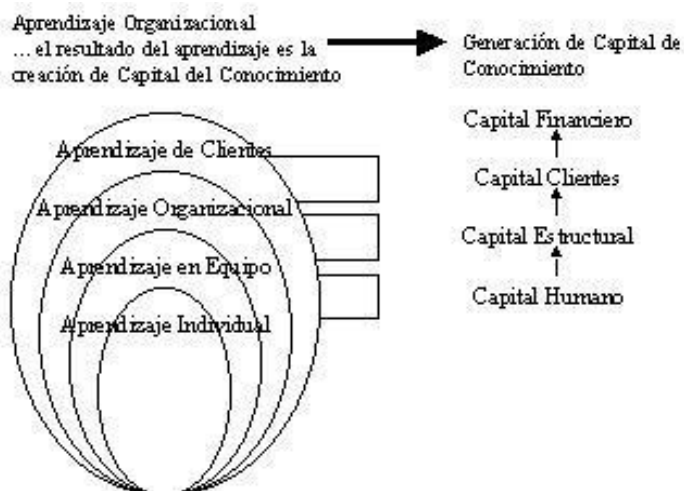 Aprendizaje Organizacional
... el resultado del aprendizaje es la
creación de Capital del Conocimiento
Generación de Capital de
Conocimiento
Aprendizaje de Clientes
Aprendizaje Organizacional
Aprendizaje en Equipo
Aprendizaje Individual
Capital Financiero
Capital Clientes
Capital Estructural
Capital Humano